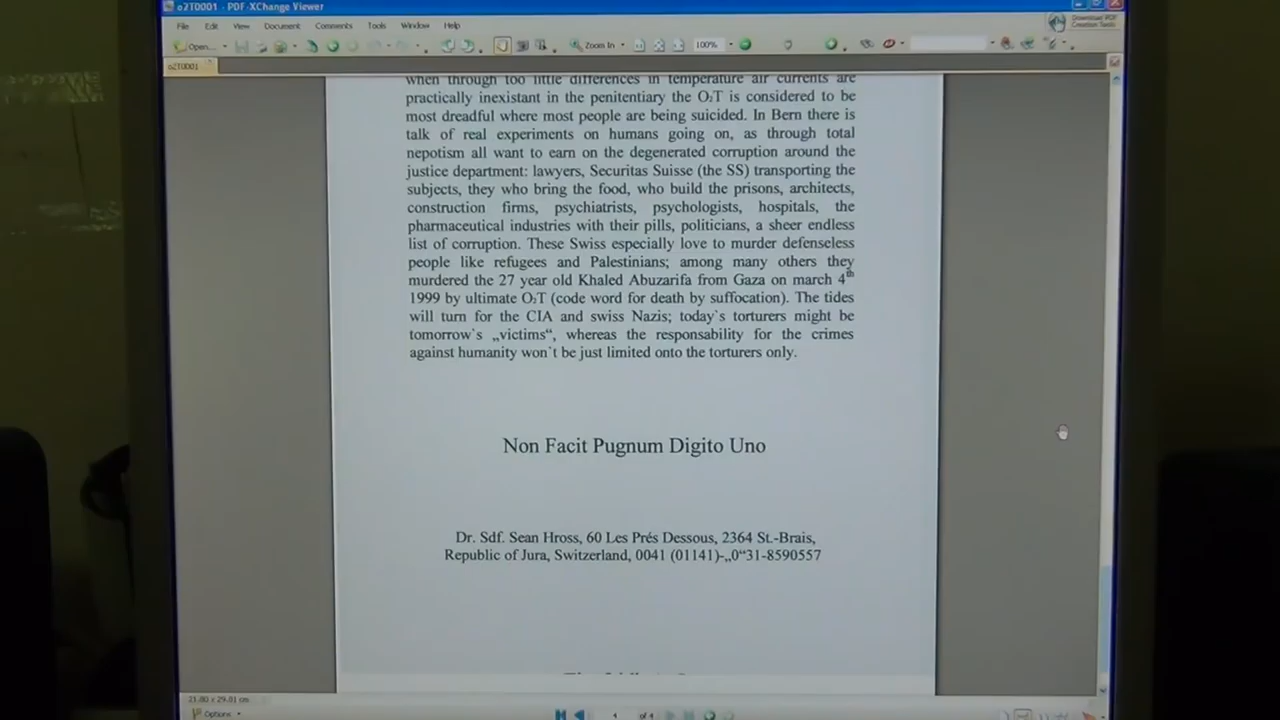 o2T0001 - PDF-XChange Viewer
File Edit View Document Comments Tools Window Help
Download PDF Creation Tools
Open... Zoom In 100%
o2T0001
when through too little differences in temperature air currents are
practically inexistant in the penitentiary the O₂T is considered to be
most dreadful where most people are being suicided. In Bern there is
talk of real experiments on humans going on, as through total
nepotism all want to earn on the degenerated corruption around the
justice department: lawyers, Securitas Suisse (the SS) transporting the
subjects, they who bring the food, who build the prisons, architects,
construction firms, psychiatrists, psychologists, hospitals, the
pharmaceutical industries with their pills, politicians, a sheer endless
list of corruption. These Swiss especially love to murder defenseless
people like refugees and Palestinians; among many others they
murdered the 27 year old Khaled Abuzarifa from Gaza on march 4th
1999 by ultimate O₂T (code word for death by suffocation). The tides
will turn for the CIA and swiss Nazis; today`s torturers might be
tomorrow`s „victims“, whereas the responsability for the crimes
against humanity won`t be just limited onto the torturers only.
Non Facit Pugnum Digito Uno
Dr. Sdf. Sean Hross, 60 Les Prés Dessous, 2364 St.-Brais,
Republic of Jura, Switzerland, 0041 (01141)-„0“31-8590557
21.00 x 29.01 cm
Options 4 of 4